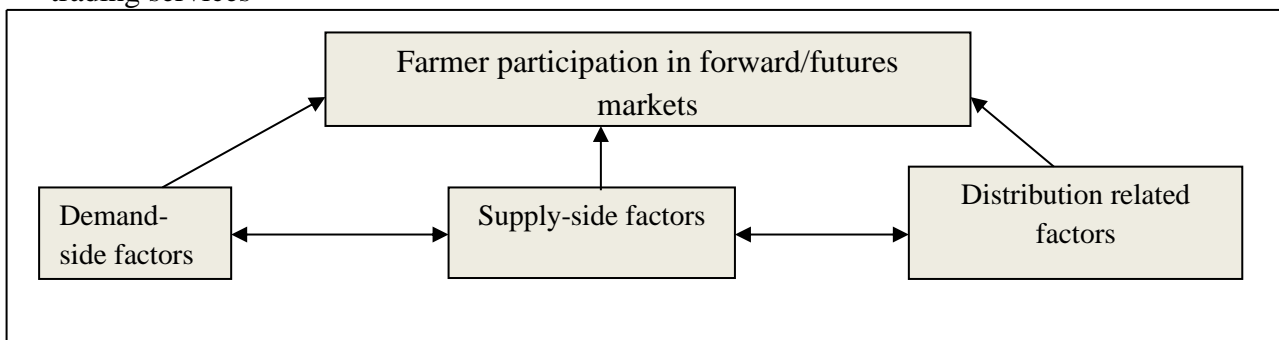 trading services
Farmer participation in forward/futures
markets
Demand-
side factors
Supply-side factors
Distribution related
factors